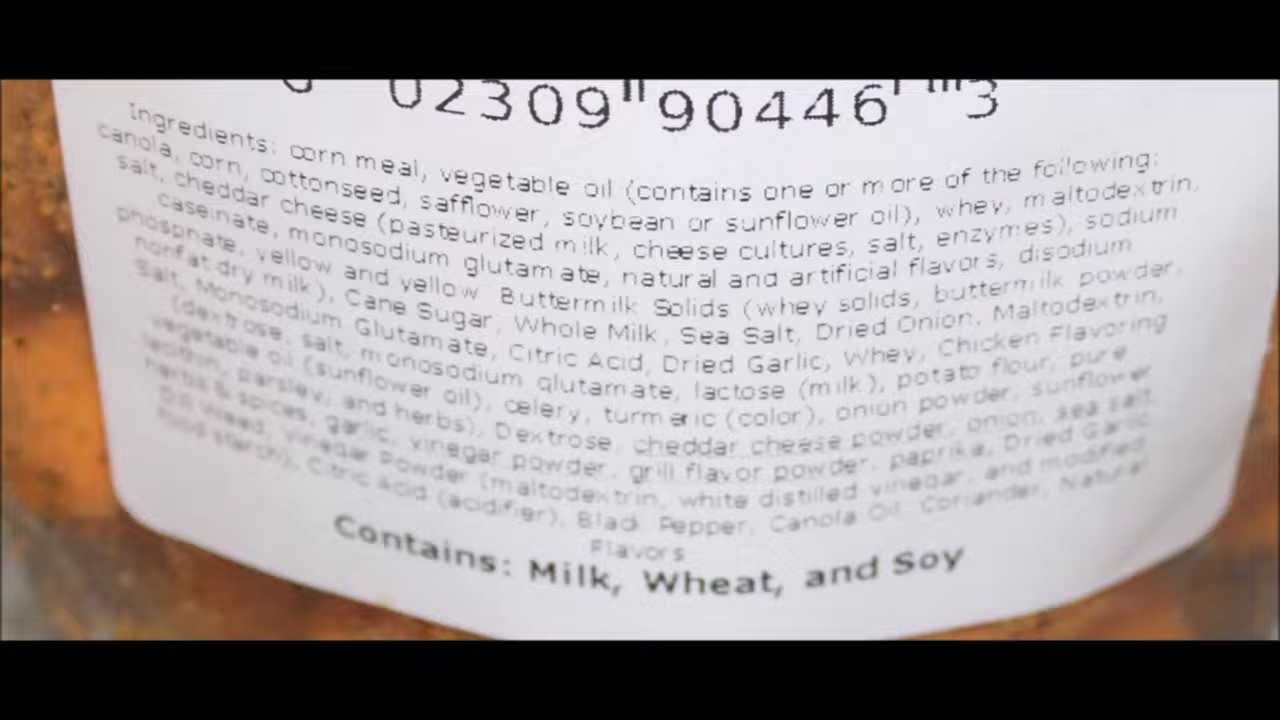 02309 90446 3
Ingredients: corn meal, vegetable oil (contains one or more of the following:
canola, corn, cottonseed, safflower, soybean or sunflower oil), whey, maltodextrin,
salt, cheddar cheese (pasteurized milk, cheese cultures, salt, enzymes), sodium
caseinate, monosodium glutamate, natural and artificial flavors, disodium
phosphate, yellow and yellow Buttermilk Solids (whey solids, buttermilk powder,
nonfat dry milk), Cane Sugar, Whole Milk, Sea Salt, Dried Onion, Maltodextrin,
Salt, Monosodium Glutamate, Citric Acid, Dried Garlic, Whey, Chicken Flavoring
(dextrose, salt, monosodium glutamate, lactose (milk), potato flour, pure
vegetable oil (sunflower oil), celery, turmeric (color), onion powder, sunflower
lecithin, parsley, and herbs), Dextrose, cheddar cheese powder, onion, sea salt,
herbs & spices, garlic, vinegar powder, grill flavor powder, paprika, Dried Garlic
Dill Weed, Vinegar Powder (maltodextrin, white distilled vinegar, and modified
food starch), Citric Acid (acidifier), Black Pepper, Canola Oil, Coriander, Natural
Flavors
Contains: Milk, Wheat, and Soy